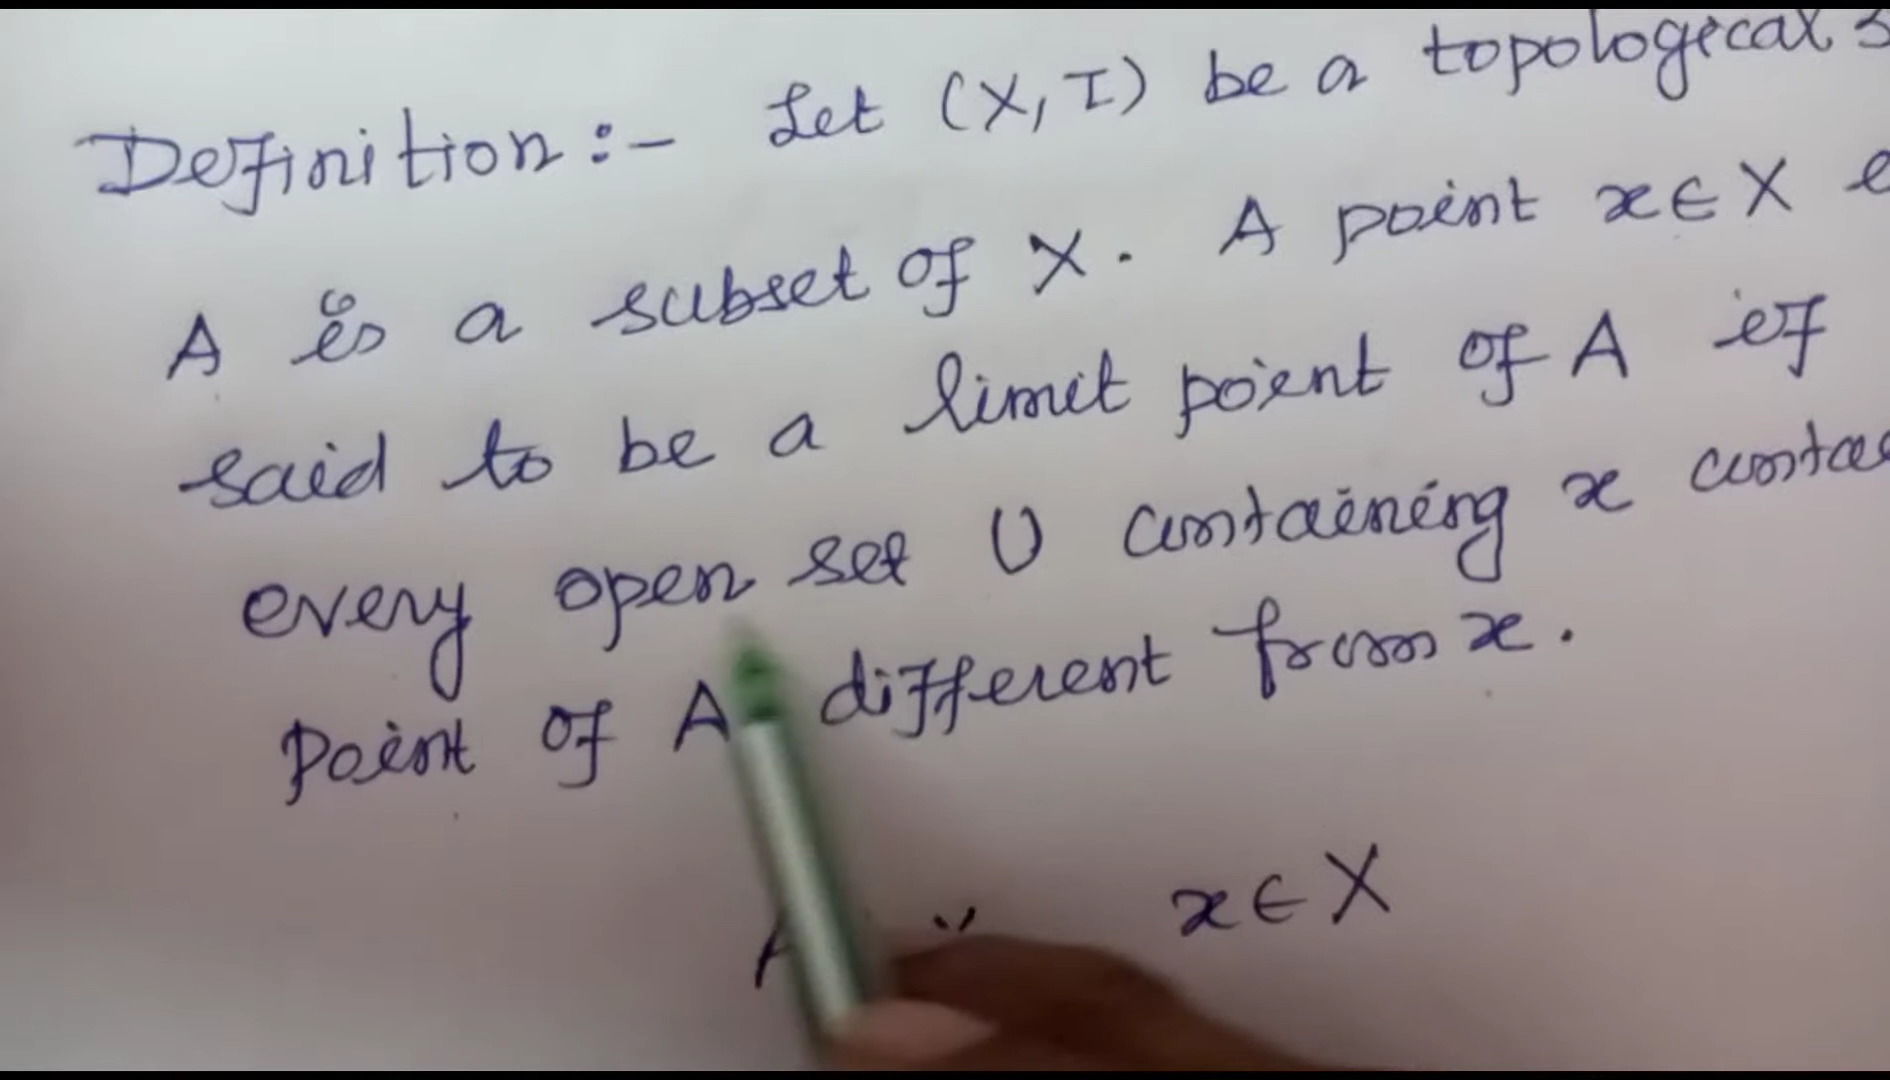 Definition :- Let (X, T) be a topological
A is a subset of X. A point x ∈ X
said to be a limit point of A if
every open set U containing x
point of A different from x.
A x ∈ X